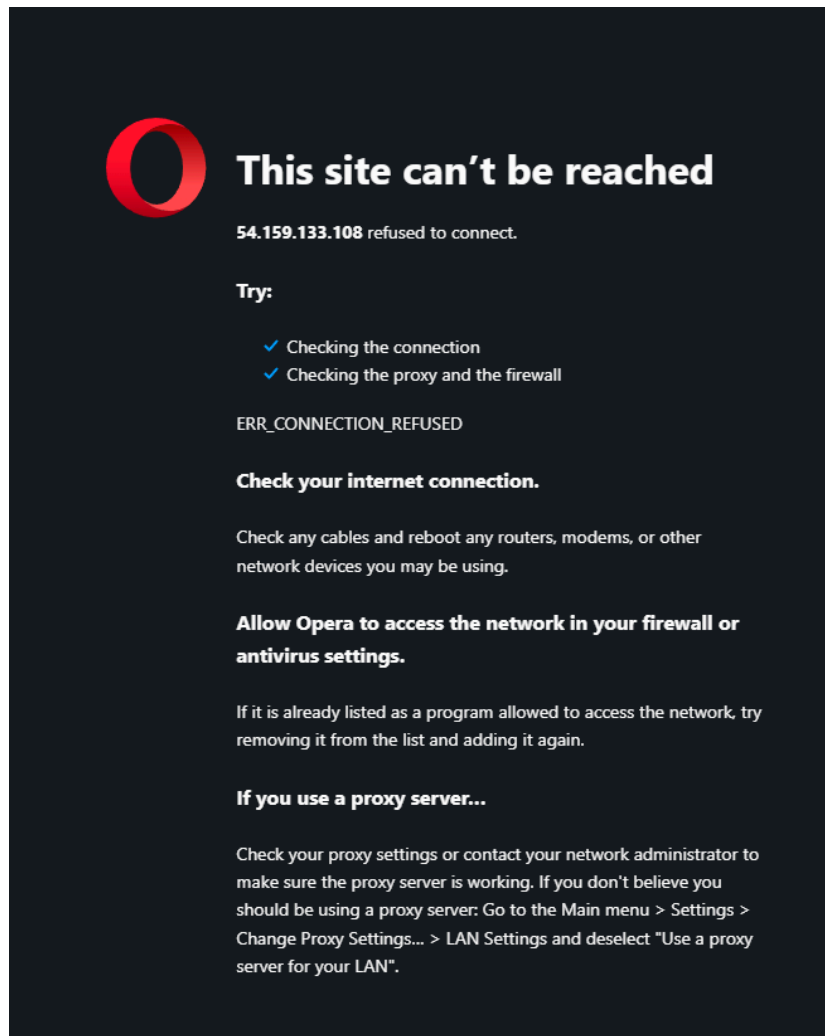 This site can’t be reached
54.159.133.108 refused to connect.
Try:
Checking the connection
Checking the proxy and the firewall
ERR_CONNECTION_REFUSED
Check your internet connection.
Check any cables and reboot any routers, modems, or other
network devices you may be using.
Allow Opera to access the network in your firewall or
antivirus settings.
If it is already listed as a program allowed to access the network, try
removing it from the list and adding it again.
If you use a proxy server...
Check your proxy settings or contact your network administrator to
make sure the proxy server is working. If you don't believe you
should be using a proxy server: Go to the Main menu > Settings >
Change Proxy Settings... > LAN Settings and deselect "Use a proxy
server for your LAN".